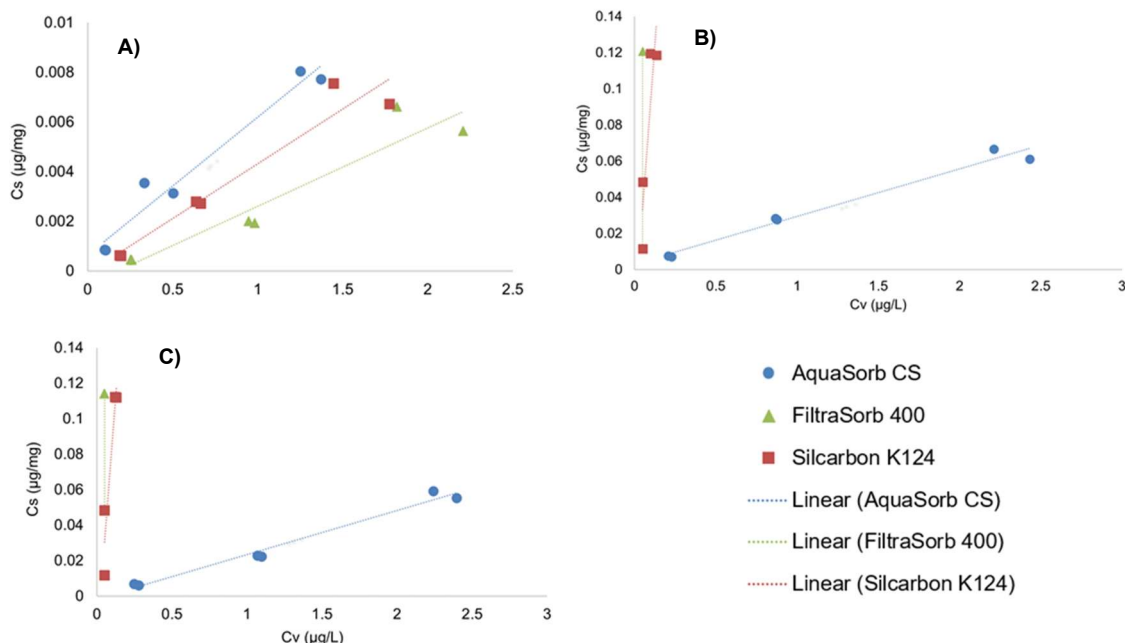 A)
Cs (µg/mg)
0.01
0.008
0.006
0.004
0.002
0
0 0.5 1 1.5 2 2.5
B)
Cs (µg/mg)
0.14
0.12
0.1
0.08
0.06
0.04
0.02
0
0 0.5 1 1.5 2 2.5 3
Cv (µg/L)
C)
Cs (µg/mg)
0.14
0.12
0.1
0.08
0.06
0.04
0.02
0
0 0.5 1 1.5 2 2.5 3
Cv (µg/L)
AquaSorb CS
FiltraSorb 400
Silcarbon K124
Linear (AquaSorb CS)
Linear (FiltraSorb 400)
Linear (Silcarbon K124)